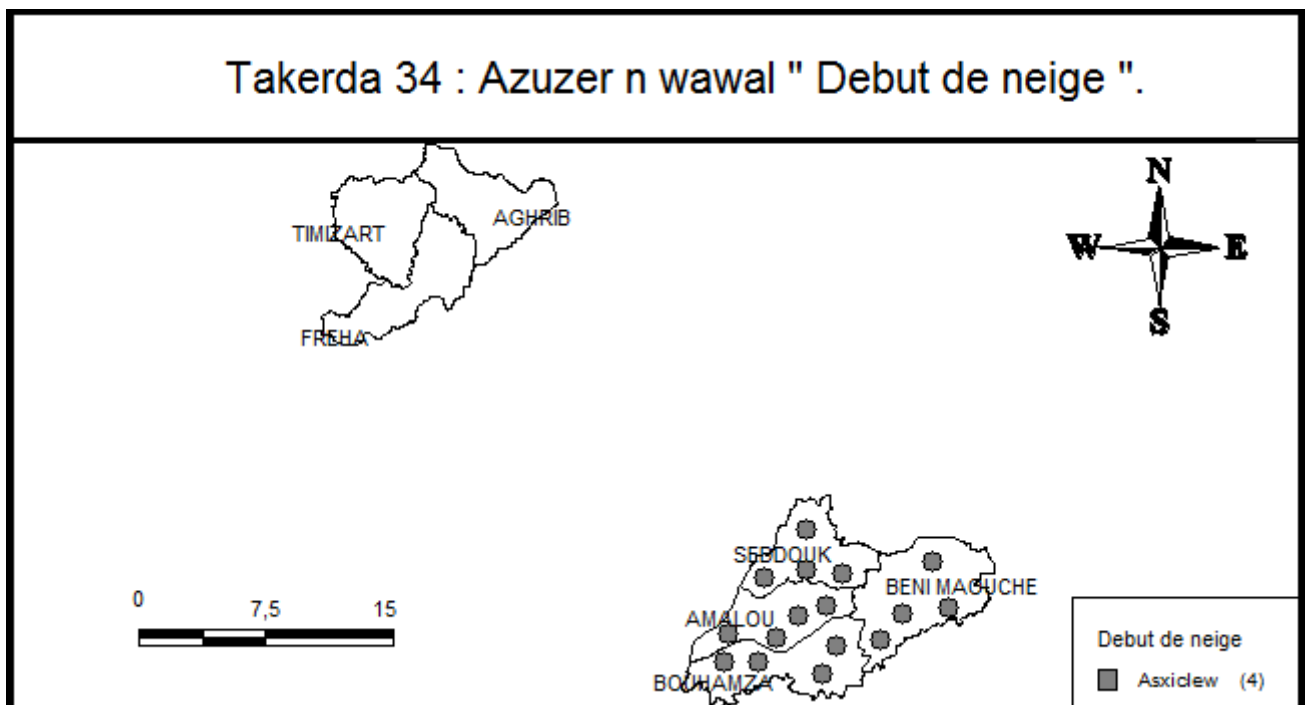 Takerda 34 : Azuzer n wawal " Debut de neige ".
N
AGHRIB
TIMIZART
W E
S
FREHA
SEDDOUK
BENI MAOUCHE
0 7,5 15
AMALOU
BOUHAMZA
Debut de neige
Asxiclew (4)